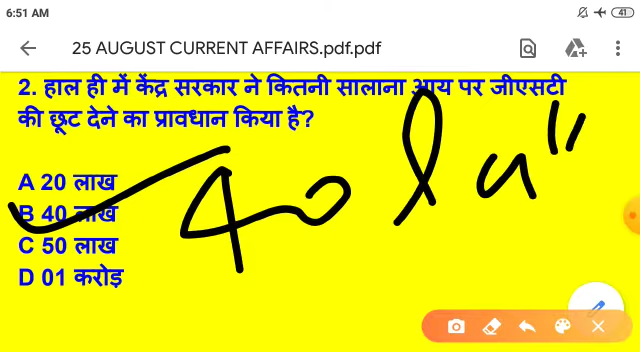 6:51 AM
41
25 AUGUST CURRENT AFFAIRS.pdf.pdf
2. हाल ही में केंद्र सरकार ने कितनी सालाना आय पर जीएसटी
की छूट देने का प्रावधान किया है?
A 20 लाख
B 40 लाख
C 50 लाख
D 01 करोड़
40